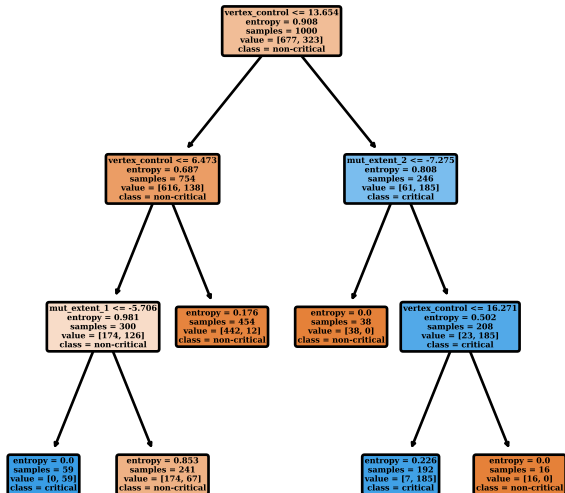 vertex_control <= 13.654
entropy = 0.908
samples = 1000
value = [677, 323]
class = non-critical
vertex_control <= 6.473
entropy = 0.687
samples = 754
value = [616, 138]
class = non-critical
mut_extent_2 <= -7.275
entropy = 0.808
samples = 246
value = [61, 185]
class = critical
mut_extent_1 <= -5.706
entropy = 0.981
samples = 300
value = [174, 126]
class = non-critical
entropy = 0.176
samples = 454
value = [442, 12]
class = non-critical
entropy = 0.0
samples = 38
value = [38, 0]
class = non-critical
vertex_control <= 16.271
entropy = 0.502
samples = 208
value = [23, 185]
class = critical
entropy = 0.0
samples = 59
value = [0, 59]
class = critical
entropy = 0.853
samples = 241
value = [174, 67]
class = non-critical
entropy = 0.226
samples = 192
value = [7, 185]
class = critical
entropy = 0.0
samples = 16
value = [16, 0]
class = non-critical